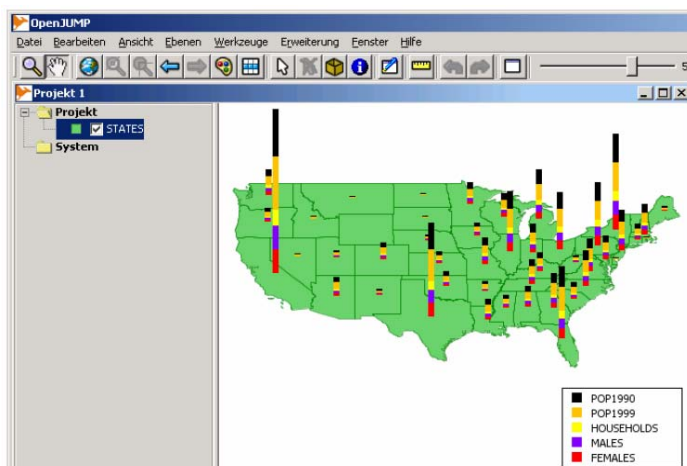 OpenJUMP
Datei Bearbeiten Ansicht Ebenen Werkzeuge Erweiterung Fenster Hilfe
5
Projekt 1
Projekt
STATES
System
POP1990
POP1999
HOUSEHOLDS
MALES
FEMALES